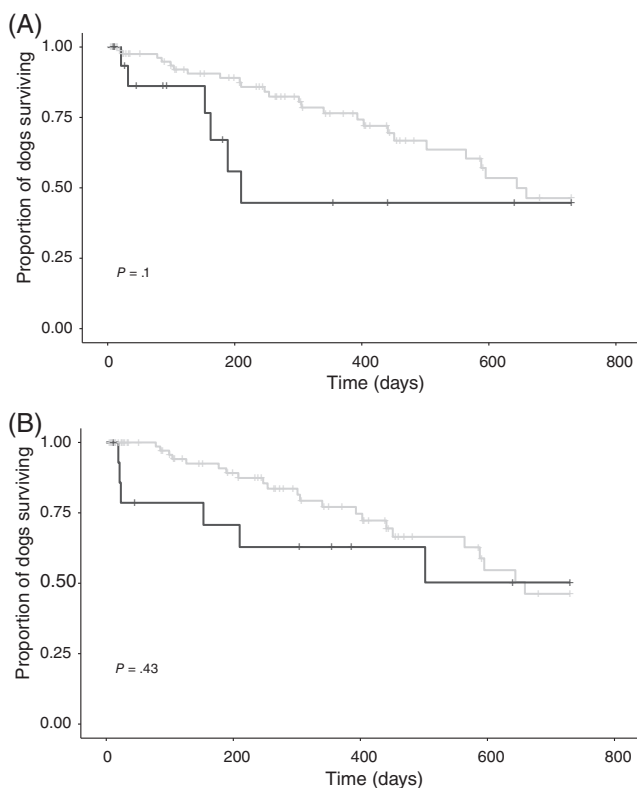 (A)
1.00
0.75
0.50
0.25
0.00
Proportion of dogs surviving
P = .1
0
200
400
600
800
Time (days)
(B)
1.00
0.75
0.50
0.25
0.00
Proportion of dogs surviving
P = .43
0
200
400
600
800
Time (days)